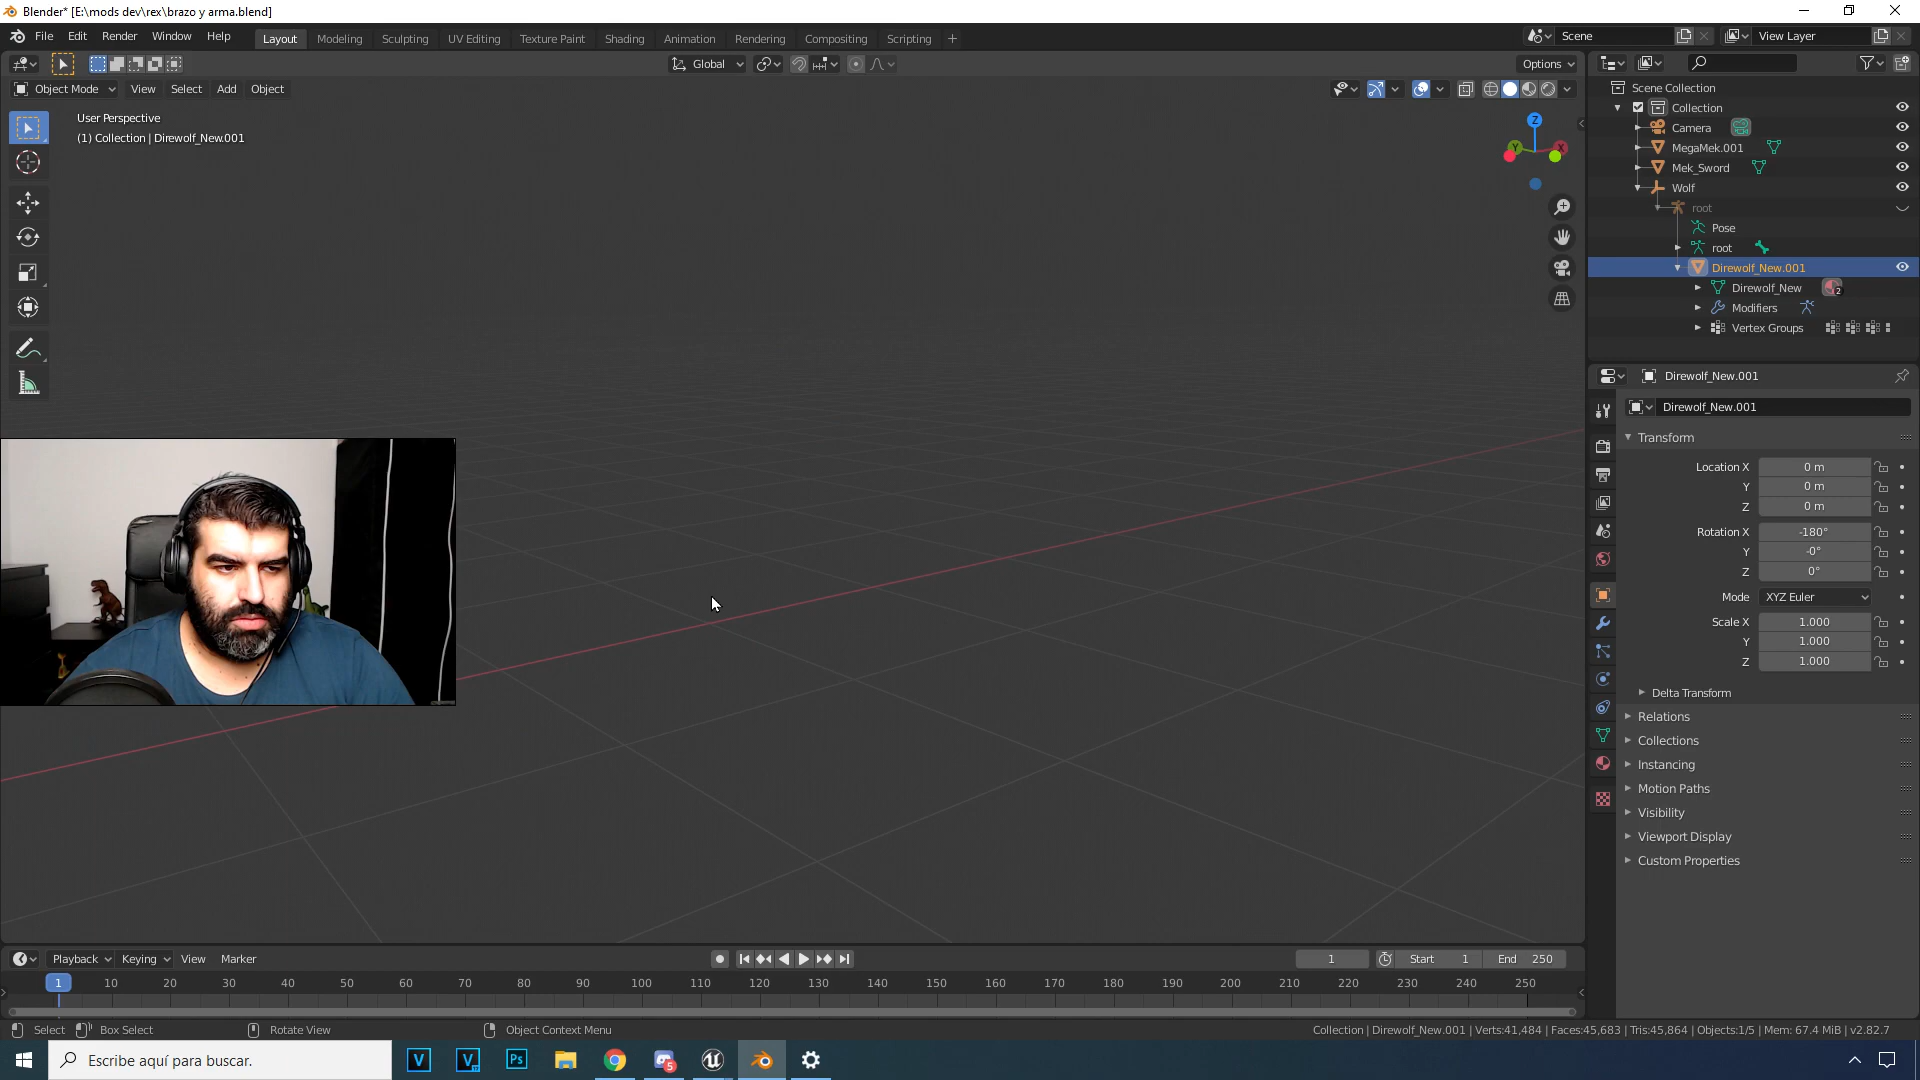 Blender* [E:\mods dev\rex\brazo y arma.blend]
File Edit Render Window Help
Layout Modeling Sculpting UV Editing Texture Paint Shading Animation Rendering Compositing Scripting
Scene
View Layer
Global
Options
Object Mode View Select Add Object
User Perspective
(1) Collection | Direwolf_New.001
Z
Y
X
Scene Collection
Collection
Camera
MegaMek.001
Mek_Sword
Wolf
root
Pose
root
Direwolf_New.001
Direwolf_New
2
Modifiers
Vertex Groups
Direwolf_New.001
Direwolf_New.001
Transform
Location X 0 m
Y 0 m
Z 0 m
Rotation X -180°
Y -0°
Z 0°
Mode XYZ Euler
Scale X 1.000
Y 1.000
Z 1.000
Delta Transform
Relations
Collections
Instancing
Motion Paths
Visibility
Viewport Display
Custom Properties
Playback Keying View Marker
1
Start 1
End 250
1 10 20 30 40 50 60 70 80 90 100 110 120 130 140 150 160 170 180 190 200 210 220 230 240 250
Select Box Select Rotate View Object Context Menu
Collection | Direwolf_New.001 | Verts:41,484 | Faces:45,683 | Tris:45,864 | Objects:1/5 | Mem: 67.4 MiB | v2.82.7
Escribe aquí para buscar.
V
V
Ps
5